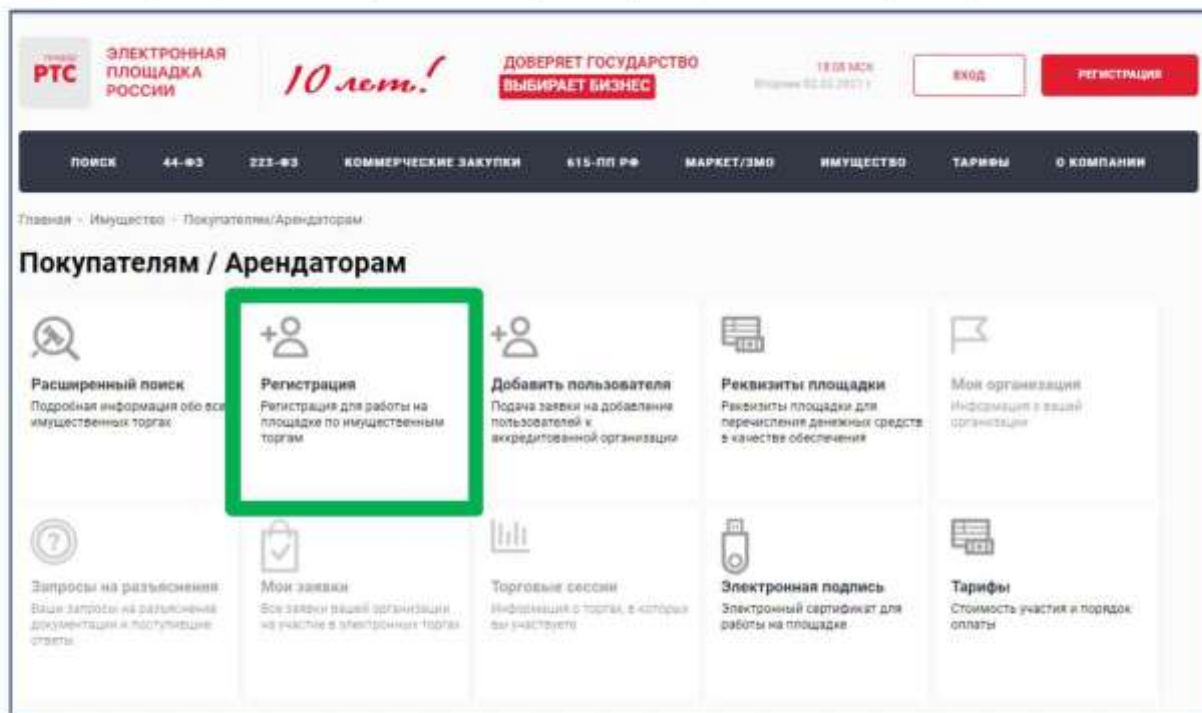 РТС
ЭЛЕКТРОННАЯ
ПЛОЩАДКА
РОССИИ
10 лет!
ДОВЕРЯЕТ ГОСУДАРСТВО
ВЫБИРАЕТ БИЗНЕС
ВХОД
РЕГИСТРАЦИЯ
ПОИСК 44-ФЗ 223-ФЗ КОММЕРЧЕСКИЕ ЗАКУПКИ 615-ПП РФ МАРКЕТ/ЗМО ИМУЩЕСТВО ТАРИФЫ О КОМПАНИИ
Главная - Имущество - Покупателям/Арендаторам
Покупателям / Арендаторам
Расширенный поиск
Подробная информация обо все
имущественных торгах
Регистрация
Регистрация для работы на
площадке по имущественным
торгам
Добавить пользователя
Подача заявки на добавление
пользователей к
аккредитованной организации
Реквизиты площадки
Реквизиты площадки для
перечисления денежных средств
в качестве обеспечения
Моя организация
Информация о вашей
организации
Запросы на разъяснения
Ваши запросы на разъяснение
документации и поступившие
ответы
Мои заявки
Все заявки вашей организации
на участие в электронных торгах
Торговые сессии
Информация о торгах, в которых
вы участвуете
Электронная подпись
Электронный сертификат для
работы на площадке
Тарифы
Стоимость участия и порядок
оплаты